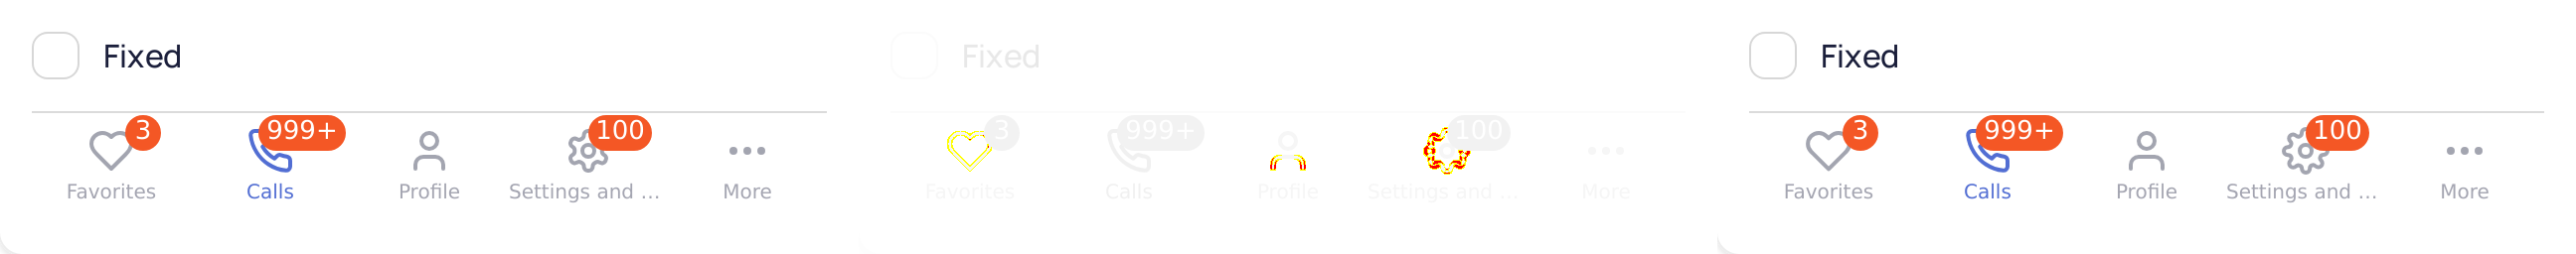 Fixed Fixed Fixed
3 999+ 100 3 999+ 100 3 999+ 100
Favorites Calls Profile Settings and ... More Favorites Calls Profile Settings and ... More Favorites Calls Profile Settings and ... More